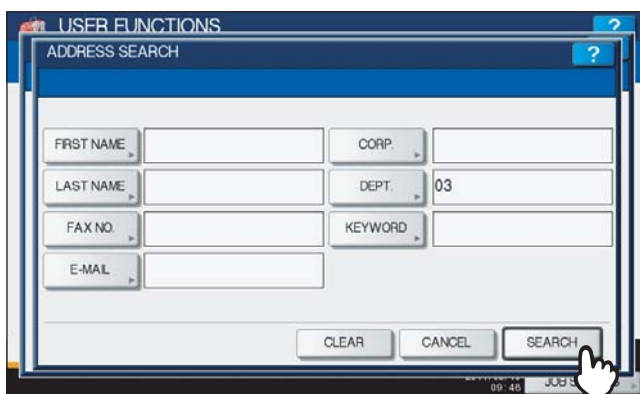 USER FUNCTIONS
?
ADDRESS SEARCH
?
FIRST NAME
CORP.
LAST NAME
DEPT.
03
FAX NO.
KEYWORD
E-MAIL
CLEAR
CANCEL
SEARCH
09:46
JOB